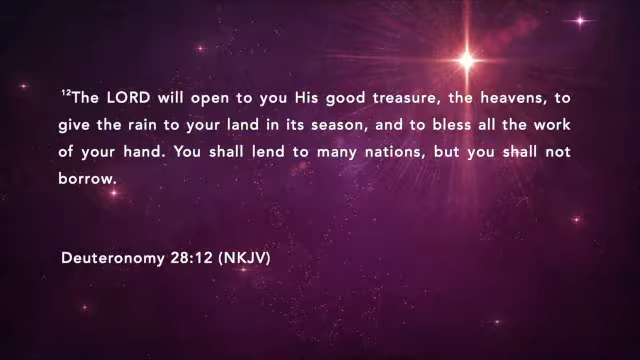 ¹²The LORD will open to you His good treasure, the heavens, to
give the rain to your land in its season, and to bless all the work
of your hand. You shall lend to many nations, but you shall not
borrow.
Deuteronomy 28:12 (NKJV)